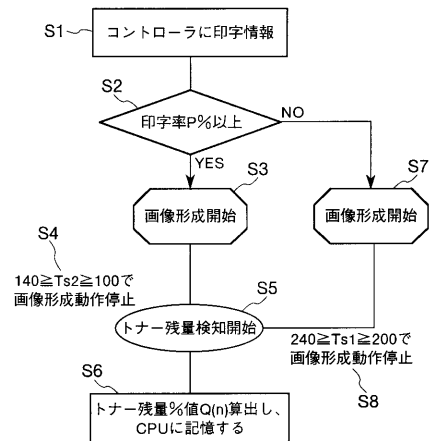 S1
コントローラに印字情報
S2
印字率P%以上
NO
YES
S3
画像形成開始
S7
画像形成開始
S4
140≧Ts2≧100で
画像形成動作停止
S5
トナー残量検知開始
240≧Ts1≧200で
画像形成動作停止
S8
S6
トナー残量%値Q(n)算出し、
CPUに記憶する